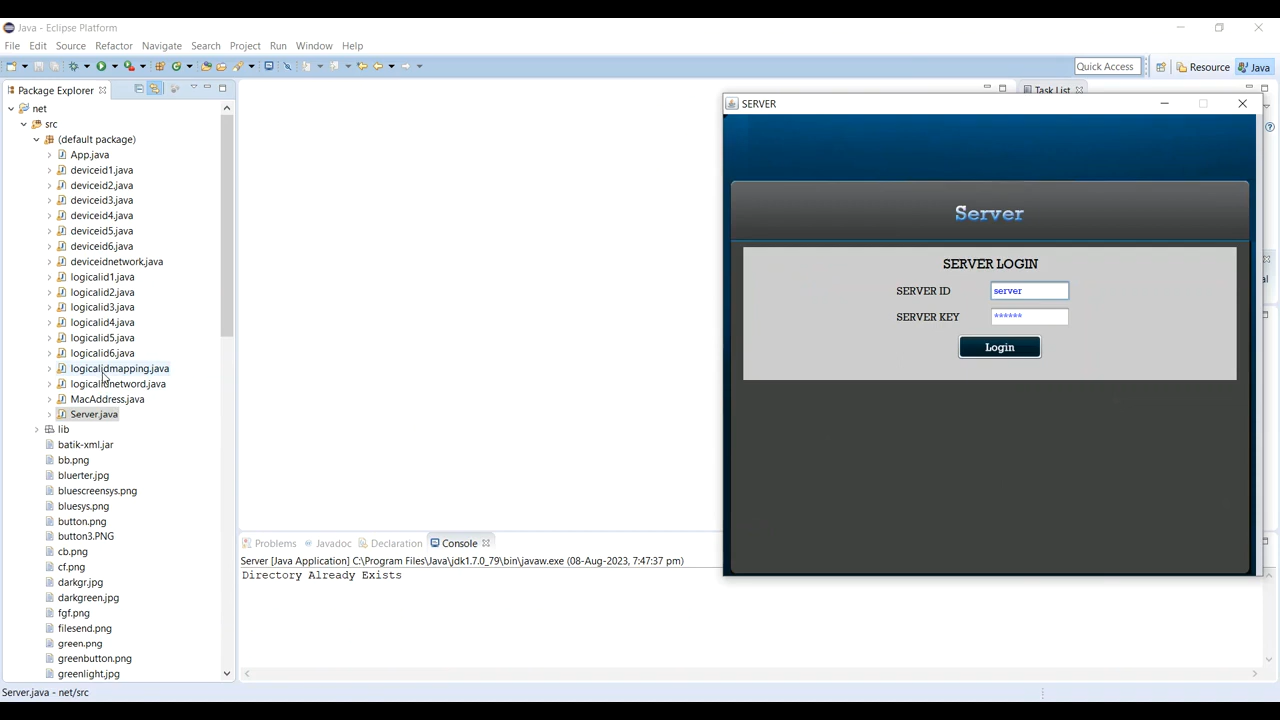 Java - Eclipse Platform
File Edit Source Refactor Navigate Search Project Run Window Help
Quick Access
Resource
Java
Package Explorer
net
src
(default package)
App.java
deviceid1.java
deviceid2.java
deviceid3.java
deviceid4.java
deviceid5.java
deviceid6.java
deviceidnetwork.java
logicalid1.java
logicalid2.java
logicalid3.java
logicalid4.java
logicalid5.java
logicalid6.java
logicalidmapping.java
logicalidnetword.java
MacAddress.java
Server.java
lib
batik-xml.jar
bb.png
bluerter.jpg
bluescreensys.png
bluesys.png
button.png
button3.PNG
cb.png
cf.png
darkgr.jpg
darkgreen.jpg
fgf.png
filesend.png
green.png
greenbutton.png
greenlight.jpg
Task List
SERVER
Server
SERVER LOGIN
SERVER ID server
SERVER KEY ******
Login
al
Problems Javadoc Declaration Console
Server [Java Application] C:\Program Files\Java\jdk1.7.0_79\bin\javaw.exe (08-Aug-2023, 7:47:37 pm)
Directory Already Exists
Server.java - net/src